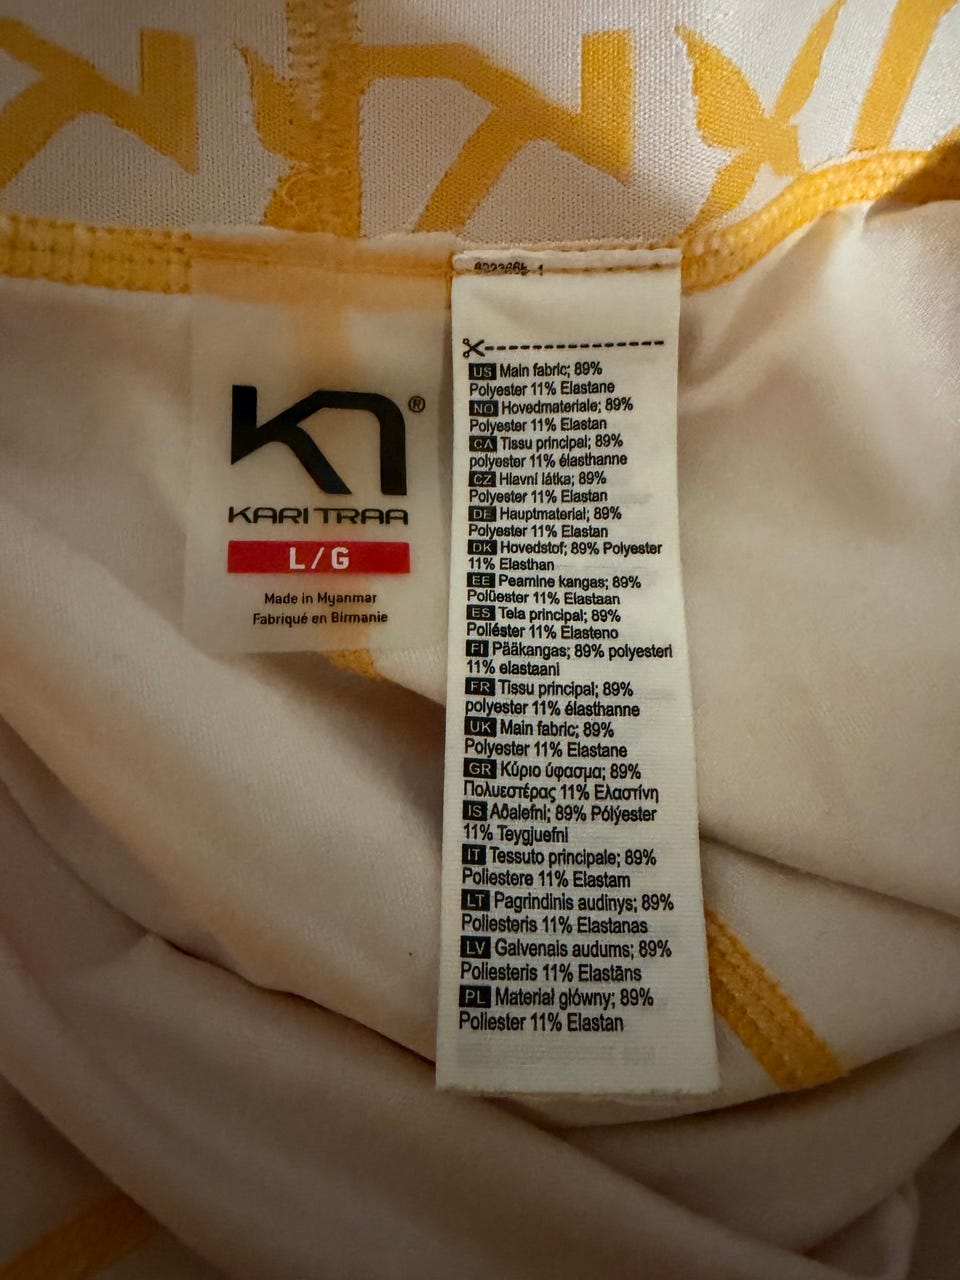 KARI TRAA
®
L/G
Made in Myanmar
Fabriqué en Birmanie
US Main fabric; 89%
Polyester 11% Elastane
NO Hovedmateriale; 89%
Polyester 11% Elastan
CA Tissu principal; 89%
polyester 11% élasthanne
CZ Hlavní látka; 89%
Polyester 11% Elastan
DE Hauptmaterial; 89%
Polyester 11% Elastan
DK Hovedstof; 89% Polyester
11% Elasthan
EE Peamine kangas; 89%
Polüester 11% Elastaan
ES Tela principal; 89%
Poliéster 11% Elasteno
FI Pääkangas; 89% polyesteri
11% elastaani
FR Tissu principal; 89%
polyester 11% élasthanne
UK Main fabric; 89%
Polyester 11% Elastane
GR Κύριο ύφασμα; 89%
Πολυεστέρας 11% Ελαστίνη
IS Aðalefni; 89% Pólýester
11% Teygjuefni
IT Tessuto principale; 89%
Poliestere 11% Elastam
LT Pagrindinis audinys; 89%
Poliesteris 11% Elastanas
LV Galvenais audums; 89%
Poliesteris 11% Elastāns
PL Materiał główny; 89%
Poliester 11% Elastan